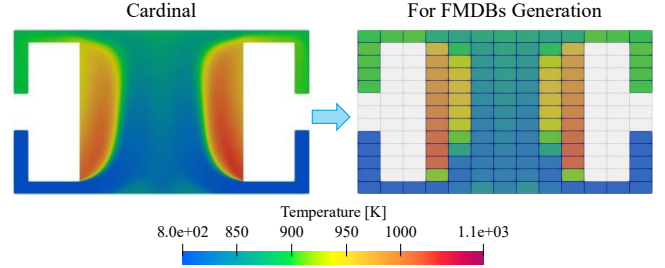 Cardinal
For FMDBs Generation
Temperature [K]
8.0e+02 850 900 950 1000 1.1e+03